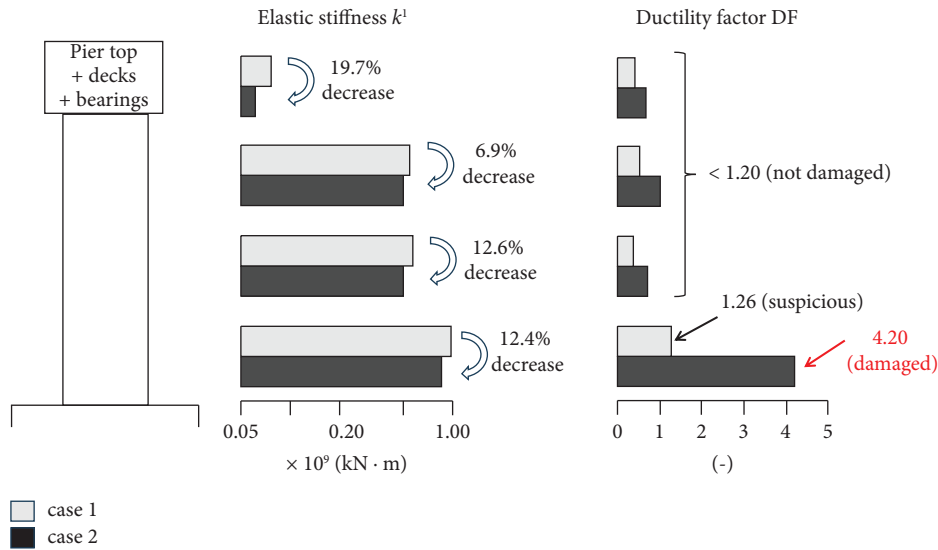 Elastic stiffness k¹
Ductility factor DF
Pier top
+ decks
+ bearings
19.7%
decrease
6.9%
decrease
< 1.20 (not damaged)
12.6%
decrease
1.26 (suspicious)
12.4%
decrease
4.20
(damaged)
0.05 0.20 1.00
× 10⁹ (kN · m)
0 1 2 3 4 5
(-)
case 1
case 2